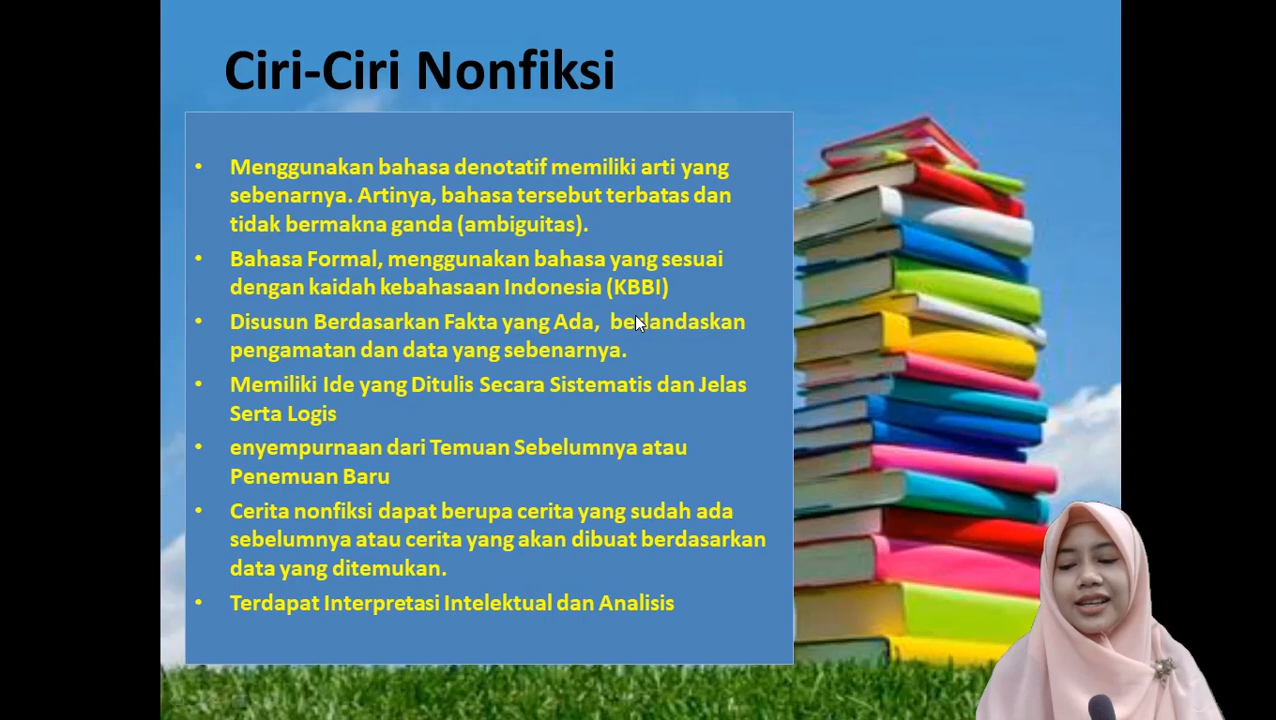 Ciri-Ciri Nonfiksi
• Menggunakan bahasa denotatif memiliki arti yang
sebenarnya. Artinya, bahasa tersebut terbatas dan
tidak bermakna ganda (ambiguitas).
• Bahasa Formal, menggunakan bahasa yang sesuai
dengan kaidah kebahasaan Indonesia (KBBI)
• Disusun Berdasarkan Fakta yang Ada, berlandaskan
pengamatan dan data yang sebenarnya.
• Memiliki Ide yang Ditulis Secara Sistematis dan Jelas
Serta Logis
• enyempurnaan dari Temuan Sebelumnya atau
Penemuan Baru
• Cerita nonfiksi dapat berupa cerita yang sudah ada
sebelumnya atau cerita yang akan dibuat berdasarkan
data yang ditemukan.
• Terdapat Interpretasi Intelektual dan Analisis